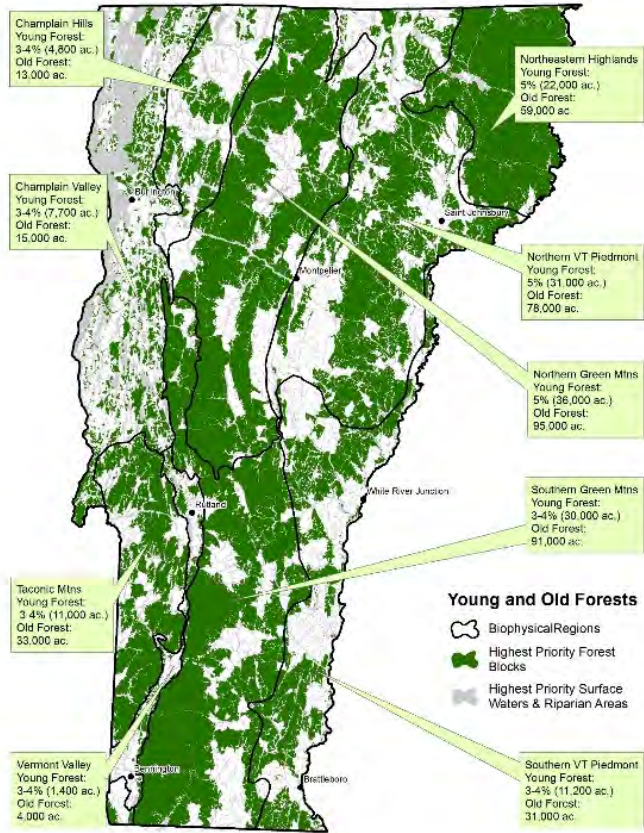 Champlain Hills
Young Forest:
3-4% (4,800 ac.)
Old Forest:
13,000 ac.
Northeastern Highlands
Young Forest:
5% (22,000 ac.)
Old Forest:
59,000 ac.
Champlain Valley
Young Forest:
3-4% (7,700 ac.)
Old Forest:
15,000 ac.
Burlington
Saint Johnsbury
Montpelier
Northern VT Piedmont
Young Forest:
5% (31,000 ac.)
Old Forest:
78,000 ac.
Northern Green Mtns
Young Forest:
5% (36,000 ac.)
Old Forest:
95,000 ac.
White River Junction
Rutland
Southern Green Mtns
Young Forest:
3-4% (30,000 ac.)
Old Forest:
91,000 ac.
Taconic Mtns
Young Forest:
3-4% (11,000 ac.)
Old Forest:
33,000 ac.
Young and Old Forests
BiophysicalRegions
Highest Priority Forest
Blocks
Highest Priority Surface
Waters & Riparian Areas
Vermont Valley
Young Forest:
3-4% (1,400 ac.)
Old Forest:
4,000 ac.
Bennington
Brattleboro
Southern VT Piedmont
Young Forest:
3-4% (11,200 ac.)
Old Forest:
31,000 ac.